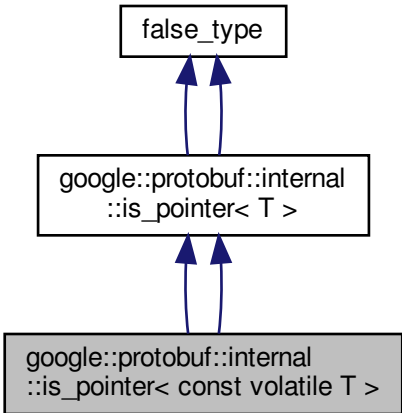 false_type
google::protobuf::internal
::is_pointer< T >
google::protobuf::internal
::is_pointer< const volatile T >